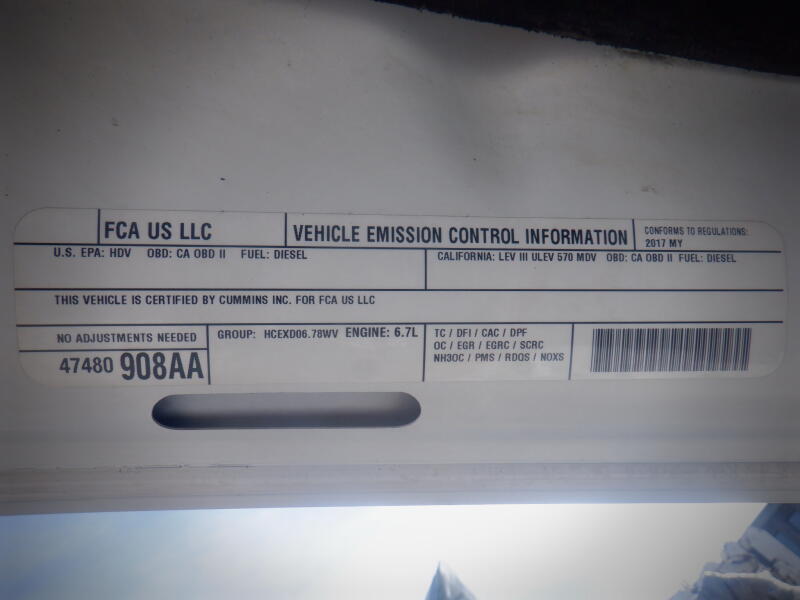 FCA US LLC
VEHICLE EMISSION CONTROL INFORMATION
CONFORMS TO REGULATIONS:
2017 MY
U.S. EPA: HDV OBD: CA OBD II FUEL: DIESEL
CALIFORNIA: LEV III ULEV 570 MDV OBD: CA OBD II FUEL: DIESEL
THIS VEHICLE IS CERTIFIED BY CUMMINS INC. FOR FCA US LLC
NO ADJUSTMENTS NEEDED
47480 908AA
GROUP: HCEXD06.78WV ENGINE: 6.7L
TC / DFI / CAC / DPF
OC / EGR / EGRC / SCRC
NH3OC / PMS / RDQS / NOXS